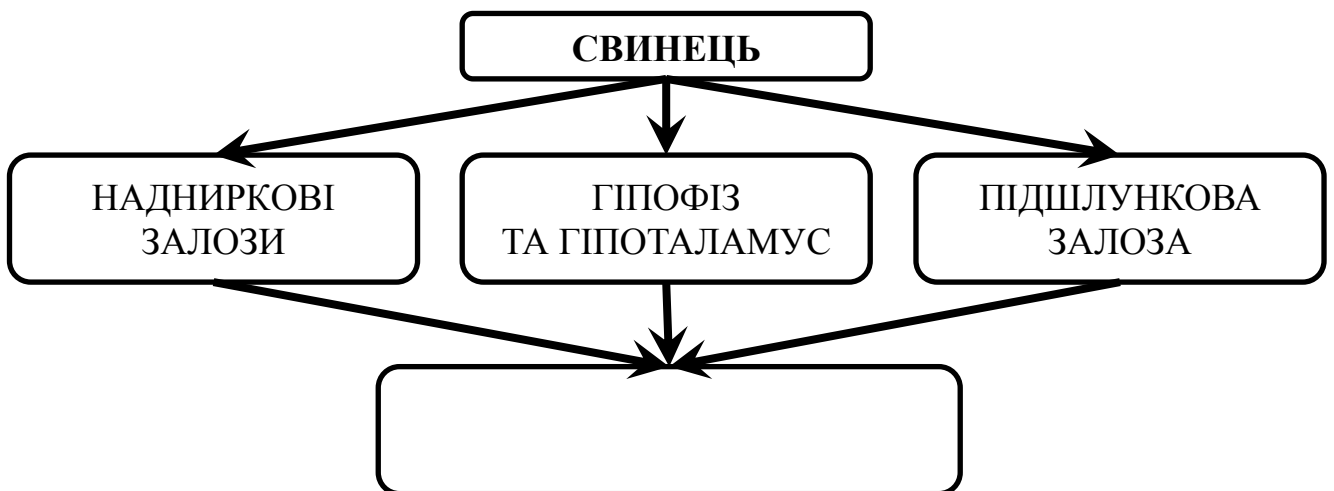 СВИНЕЦЬ
НАДНИРКОВІ
ЗАЛОЗИ
ГІПОФІЗ
ТА ГІПОТАЛАМУС
ПІДШЛУНКОВА
ЗАЛОЗА